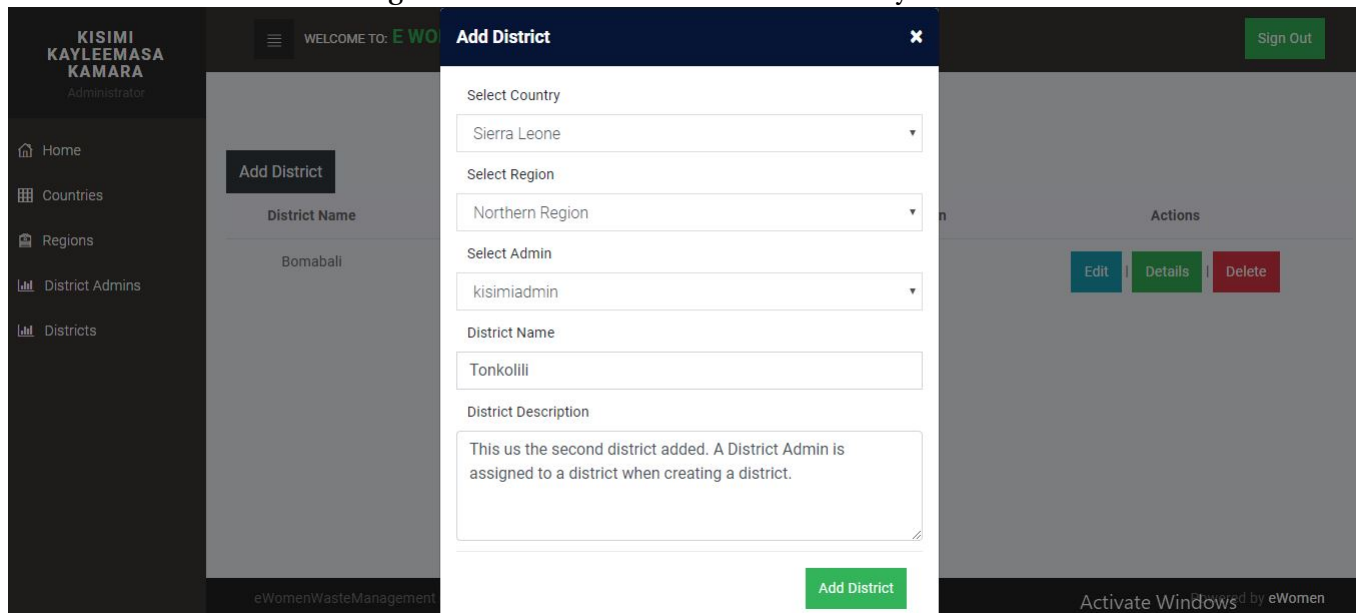 KISIMI
KAYLEEMASA
KAMARA
Administrator
Home
Countries
Regions
District Admins
Districts
WELCOME TO: E WO
Sign Out
Add District
District Name
Actions
Bomabali
Edit | Details | Delete
Add District
Select Country
Sierra Leone
Select Region
Northern Region
Select Admin
kisimiadmin
District Name
Tonkolili
District Description
This us the second district added. A District Admin is
assigned to a district when creating a district.
Add District
eWomenWasteManagement
Activate Windows
by eWomen